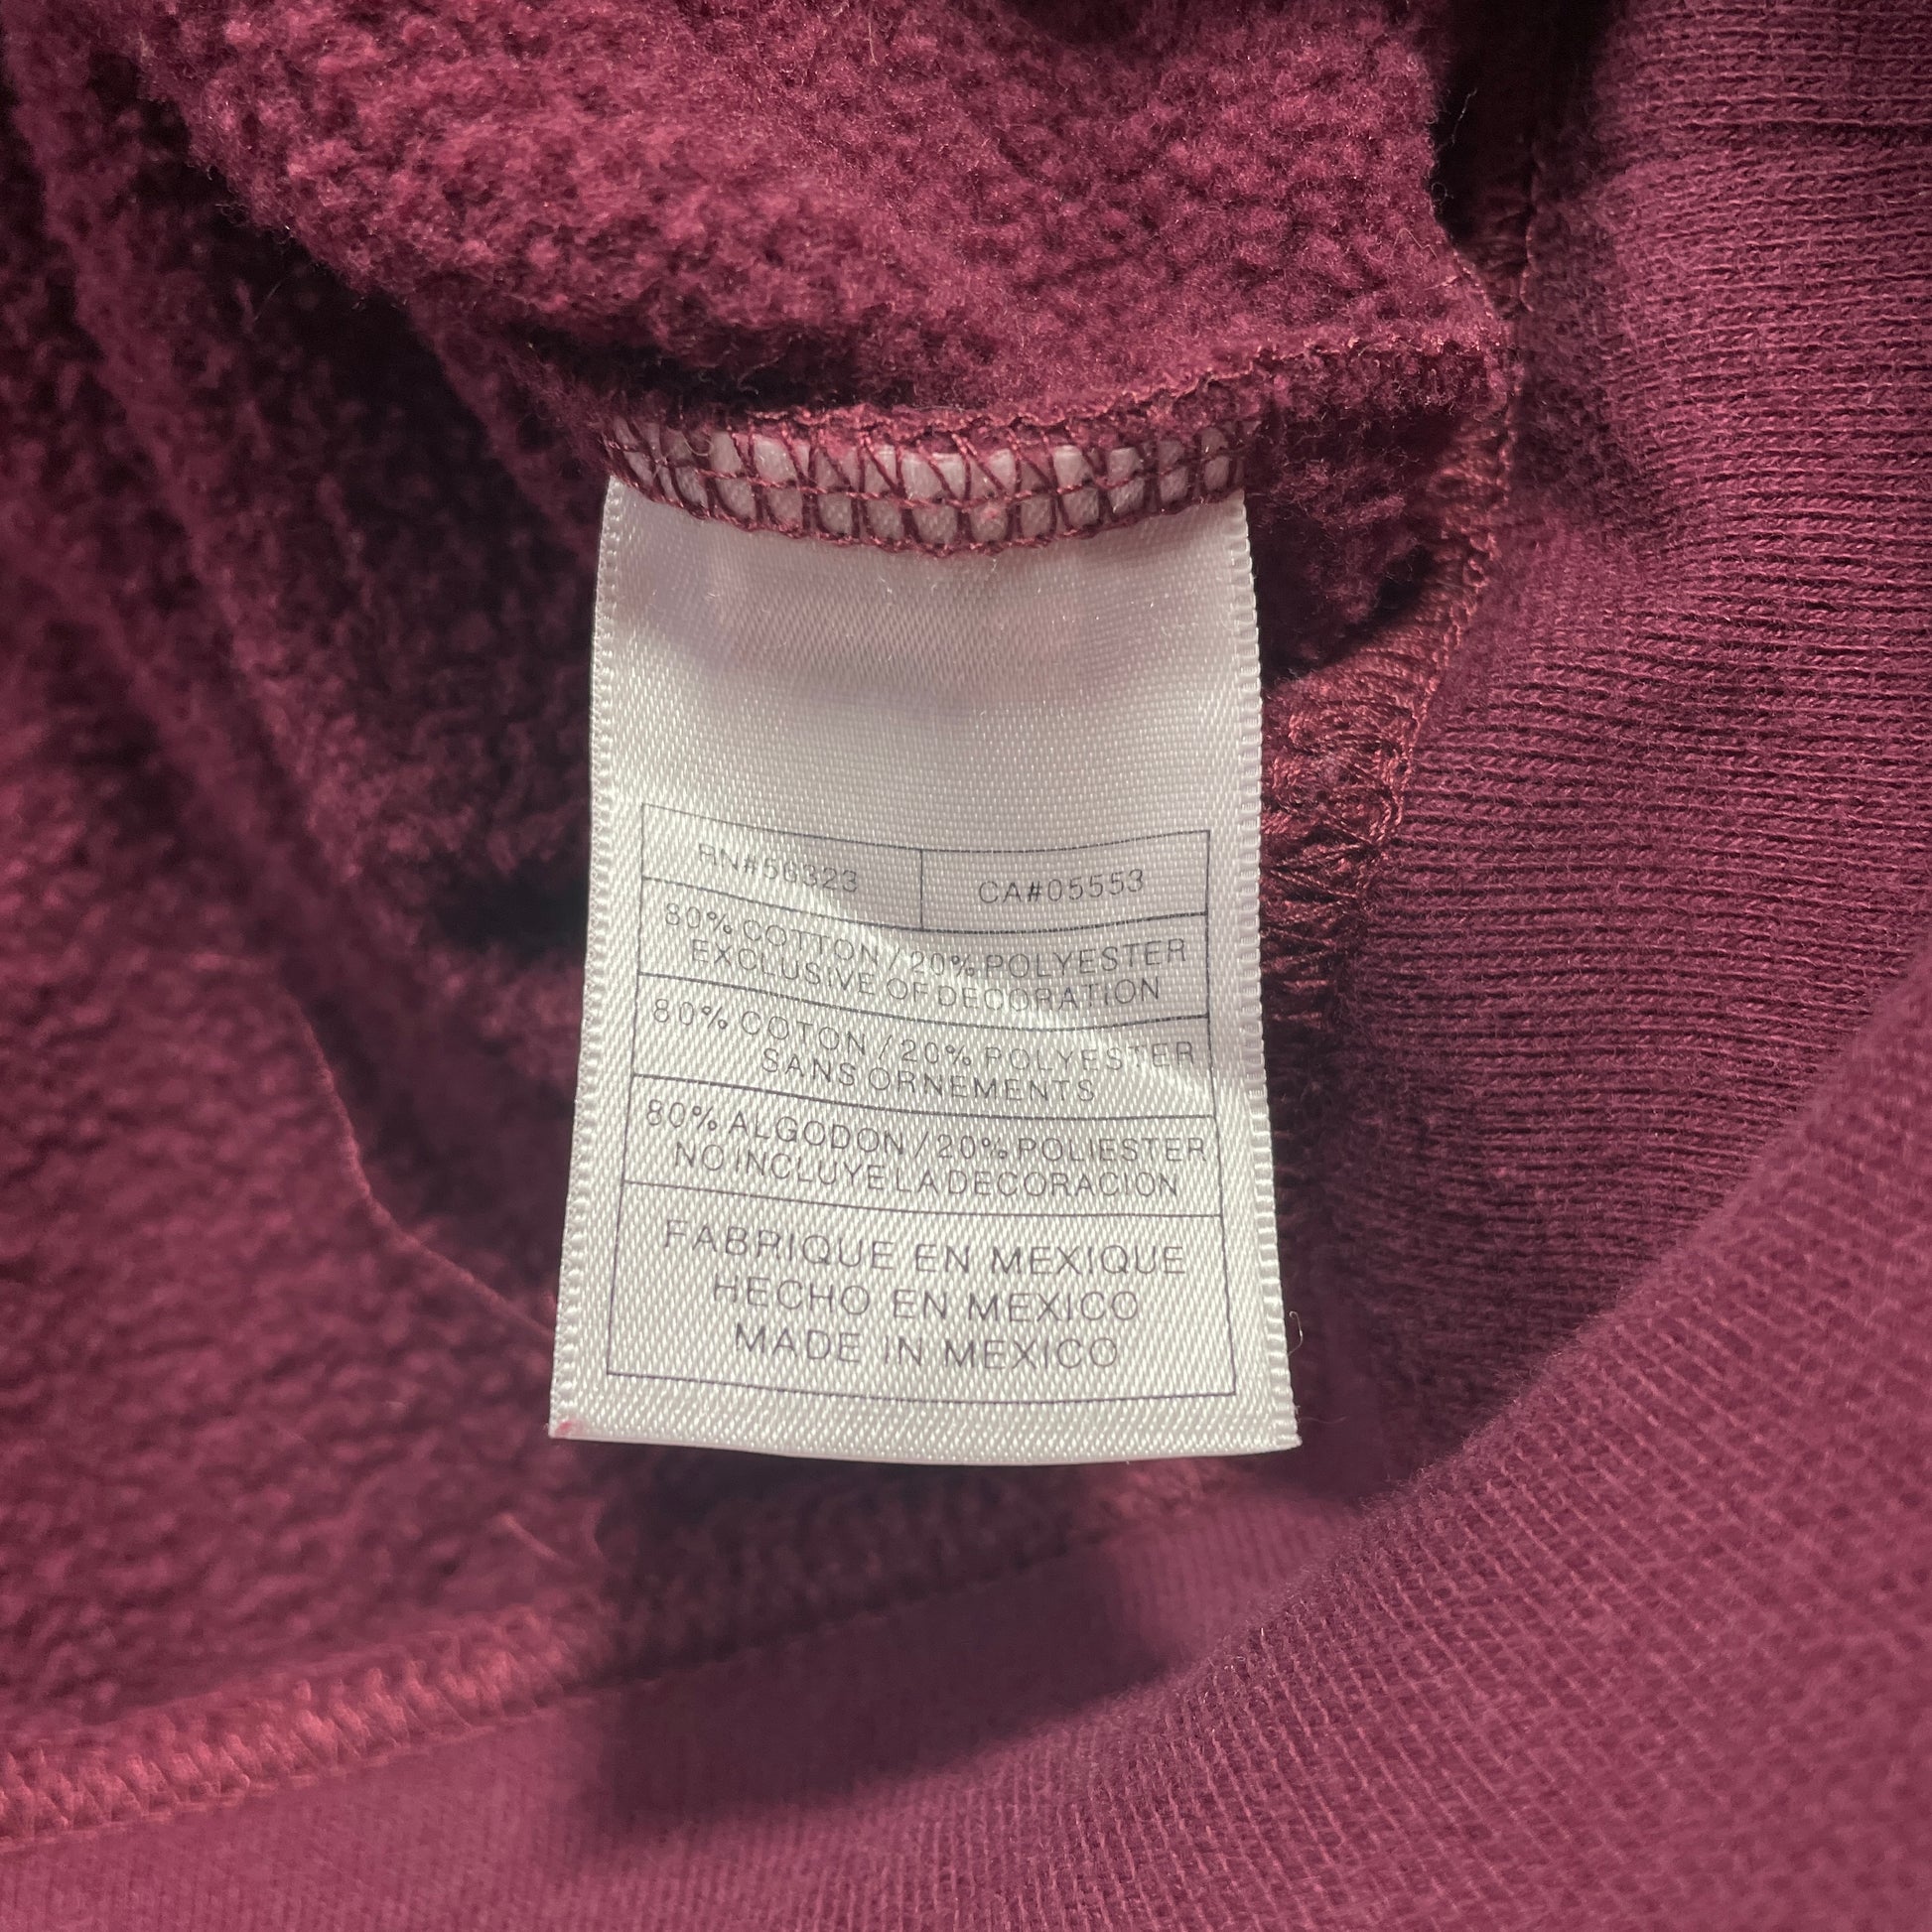 RN#56323
CA#05553
80% COTTON / 20% POLYESTER
EXCLUSIVE OF DECORATION
80% COTON / 20% POLYESTER
SANS ORNEMENTS
80% ALGODON / 20% POLIESTER
NO INCLUYE LA DECORACION
FABRIQUE EN MEXIQUE
HECHO EN MEXICO
MADE IN MEXICO